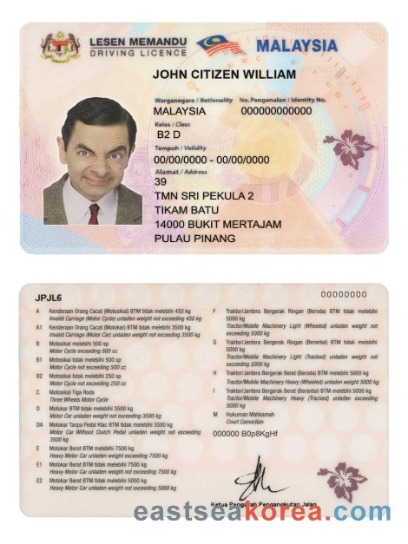 LESEN MEMANDU
DRIVING LICENCE
MALAYSIA
JOHN CITIZEN WILLIAM
Warganegara / Nationality No. Pengenalan / Identity No.
MALAYSIA 000000000000
Kelas / Class
B2 D
Tempuh / Validity
00/00/0000 - 00/00/0000
Alamat / Address
39
TMN SRI PEKULA 2
TIKAM BATU
14000 BUKIT MERTAJAM
PULAU PINANG
JPJL6
00000000
A Kenderaan Orang Cacat (Motosikal) BTM tidak melebihi 450 kg
Invalid Carriage (Motor Cycle) unladen weight not exceeding 450 kg
A1 Kenderaan Orang Cacat (Motokar) BTM tidak melebihi 3500 kg
Invalid Carriage (Motor Car) unladen weight not exceeding 3500 kg
B Motosikal melebihi 500 sp
Motor Cycle exceeding 500 cc
B1 Motosikal tidak melebihi 500 sp
Motor Cycle not exceeding 500 cc
B2 Motosikal tidak melebihi 250 sp
Motor Cycle not exceeding 250 cc
C Motosikal Tiga Roda
Three Wheels Motor Cycle
D Motokar BTM tidak melebihi 3500 kg
Motor Car unladen weight not exceeding 3500 kg
DA Motokar Tanpa Pedal Klac BTM tidak melebihi 3500 kg
Motor Car Without Clutch Pedal unladen weight not exceeding
3500 kg
E Motokar Berat BTM melebihi 7500 kg
Heavy Motor Car unladen weight exceeding 7500 kg
E1 Motokar Berat BTM tidak melebihi 7500 kg
Heavy Motor Car unladen weight not exceeding 7500 kg
E2 Motokar Berat BTM tidak melebihi 5000 kg
Heavy Motor Car unladen weight not exceeding 5000 kg
F Traktor/Jentera Bergerak Ringan (Beroda) BTM tidak melebihi
5000 kg
Tractor/Mobile Machinery Light (Wheeled) unladen weight not
exceeding 5000 kg
G Traktor/Jentera Bergerak Ringan (Berantai) BTM tidak melebihi
5000 kg
Tractor/Mobile Machinery Light (Tracked) unladen weight not
exceeding 5000 kg
H Traktor/Jentera Bergerak Berat (Beroda) BTM melebihi 5000 kg
Tractor/Mobile Machinery Heavy (Wheeled) unladen weight exceeding 5000 kg
I Traktor/Jentera Bergerak Berat (Berantai) BTM melebihi 5000 kg
Tractor/Mobile Machinery Heavy (Tracked) unladen weight exceeding
5000 kg
M Hukuman Mahkamah
Court Conviction
000000 B0p8KgHf
Ketua Pengarah Pengangkutan Jalan
eastseakorea.com